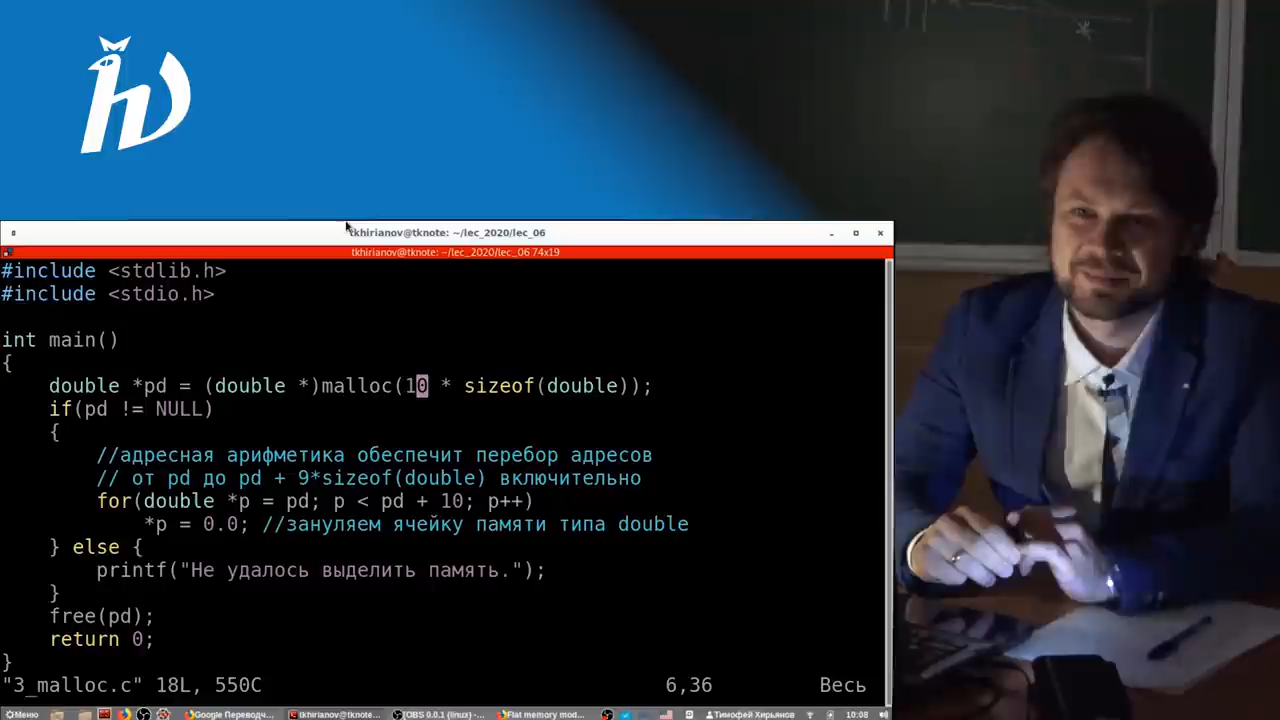 tkhirianov@tknote: ~/lec_2020/lec_06
tkhirianov@tknote: ~/lec_2020/lec_06 74x19
#include <stdlib.h>
#include <stdio.h>
int main()
{
double *pd = (double *)malloc(10 * sizeof(double));
if(pd != NULL)
{
//адресная арифметика обеспечит перебор адресов
// от pd до pd + 9*sizeof(double) включительно
for(double *p = pd; p < pd + 10; p++)
*p = 0.0; //зануляем ячейку памяти типа double
} else {
printf("Не удалось выделить память.");
}
free(pd);
return 0;
}
"3_malloc.c" 18L, 550C 6,36 Весь
Меню Google Переводч... tkhirianov@tknote... OBS 0.0.1 (linux) -... Flat memory mod... Тимофей Хирьянов 10:08